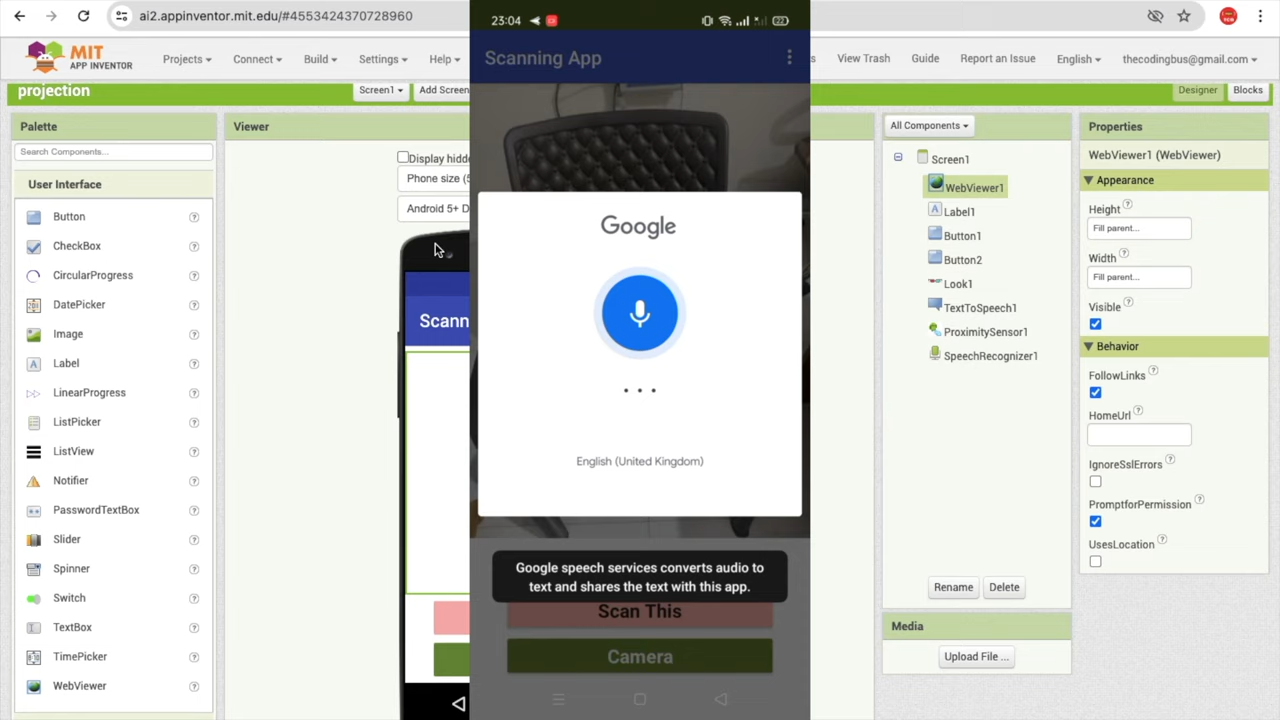 ai2.appinventor.mit.edu/#4553424370728960
23:04
22
MIT
APP INVENTOR
Projects
Connect
Build
Settings
Help
Scanning App
View Trash
Guide
Report an Issue
English
thecodingbus@gmail.com
projection
Screen1
Add Screen
Designer
Blocks
Palette
Search Components...
User Interface
Button
CheckBox
CircularProgress
DatePicker
Image
Label
LinearProgress
ListPicker
ListView
Notifier
PasswordTextBox
Slider
Spinner
Switch
TextBox
TimePicker
WebViewer
Viewer
Display hidd
Phone size (5
Android 5+ D
Scann
Google
English (United Kingdom)
Google speech services converts audio to
text and shares the text with this app.
Scan This
Camera
All Components
Screen1
WebViewer1
Label1
Button1
Button2
Look1
TextToSpeech1
ProximitySensor1
SpeechRecognizer1
Rename
Delete
Media
Upload File ...
Properties
WebViewer1 (WebViewer)
Appearance
Height
Fill parent...
Width
Fill parent...
Visible
Behavior
FollowLinks
HomeUrl
IgnoreSslErrors
PromptforPermission
UsesLocation